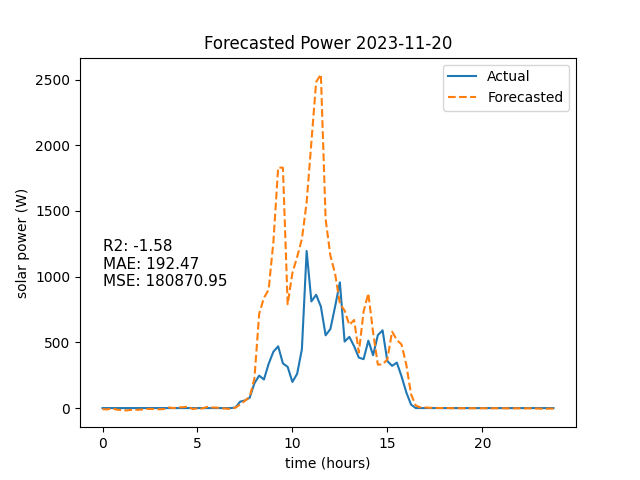 Forecasted Power 2023-11-20
Actual
Forecasted
2500
2000
1500
1000
500
0
solar power (W)
R2: -1.58
MAE: 192.47
MSE: 180870.95
0 5 10 15 20
time (hours)